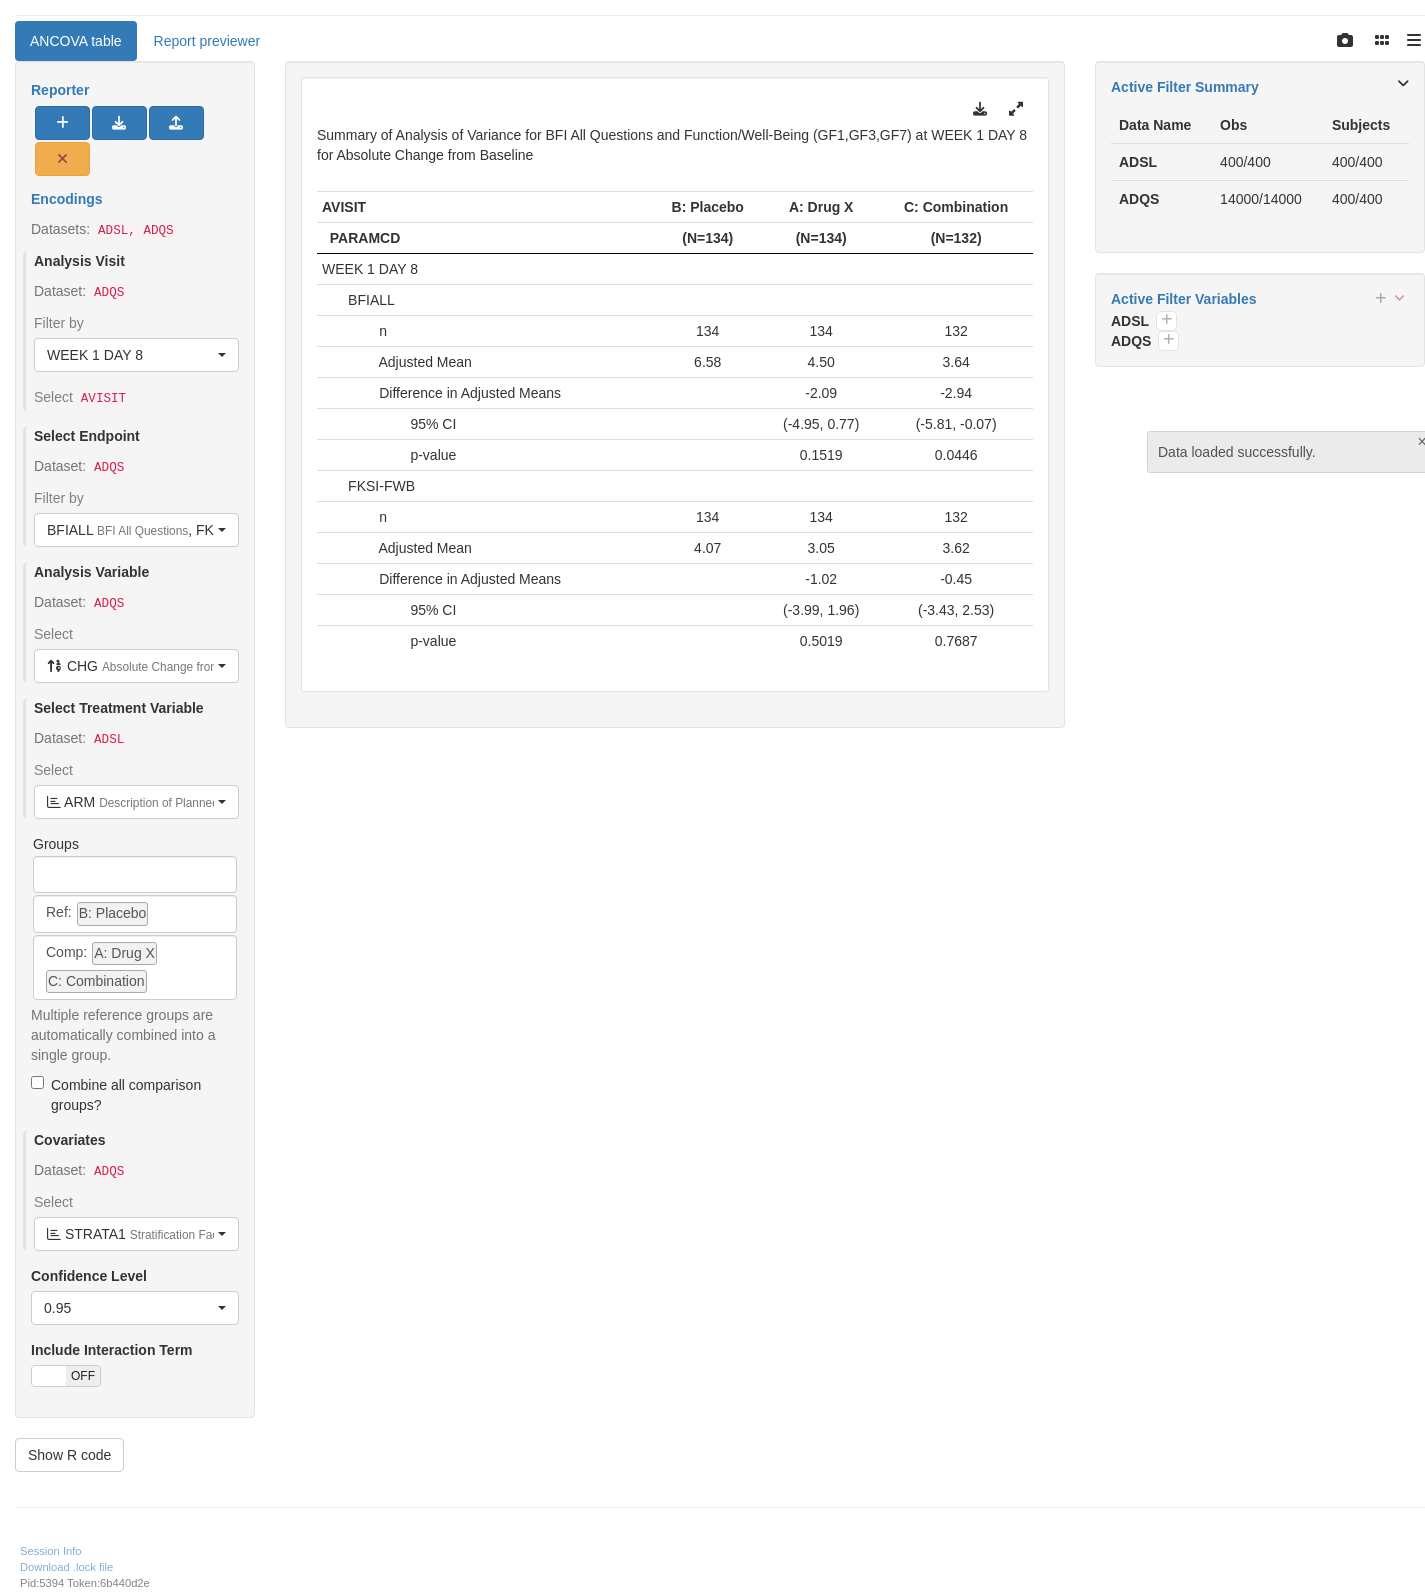 ANCOVA table
Report previewer
Reporter
Encodings
Datasets: ADSL, ADQS
Analysis Visit
Dataset: ADQS
Filter by
WEEK 1 DAY 8
Select AVISIT
Select Endpoint
Dataset: ADQS
Filter by
BFIALL BFI All Questions, FK
Analysis Variable
Dataset: ADQS
Select
CHG Absolute Change from
Select Treatment Variable
Dataset: ADSL
Select
ARM Description of Planned
Groups
Ref: B: Placebo
Comp: A: Drug X
C: Combination
Multiple reference groups are
automatically combined into a
single group.
Combine all comparison
groups?
Covariates
Dataset: ADQS
Select
STRATA1 Stratification Fac
Confidence Level
0.95
Include Interaction Term
OFF
Show R code
Summary of Analysis of Variance for BFI All Questions and Function/Well-Being (GF1,GF3,GF7) at WEEK 1 DAY 8
for Absolute Change from Baseline
AVISIT B: Placebo A: Drug X C: Combination
PARAMCD (N=134) (N=134) (N=132)
WEEK 1 DAY 8
BFIALL
n 134 134 132
Adjusted Mean 6.58 4.50 3.64
Difference in Adjusted Means -2.09 -2.94
95% CI (-4.95, 0.77) (-5.81, -0.07)
p-value 0.1519 0.0446
FKSI-FWB
n 134 134 132
Adjusted Mean 4.07 3.05 3.62
Difference in Adjusted Means -1.02 -0.45
95% CI (-3.99, 1.96) (-3.43, 2.53)
p-value 0.5019 0.7687
Active Filter Summary
Data Name Obs Subjects
ADSL 400/400 400/400
ADQS 14000/14000 400/400
Active Filter Variables
ADSL
ADQS
Data loaded successfully.
Session Info
Download .lock file
Pid:5394 Token:6b440d2e